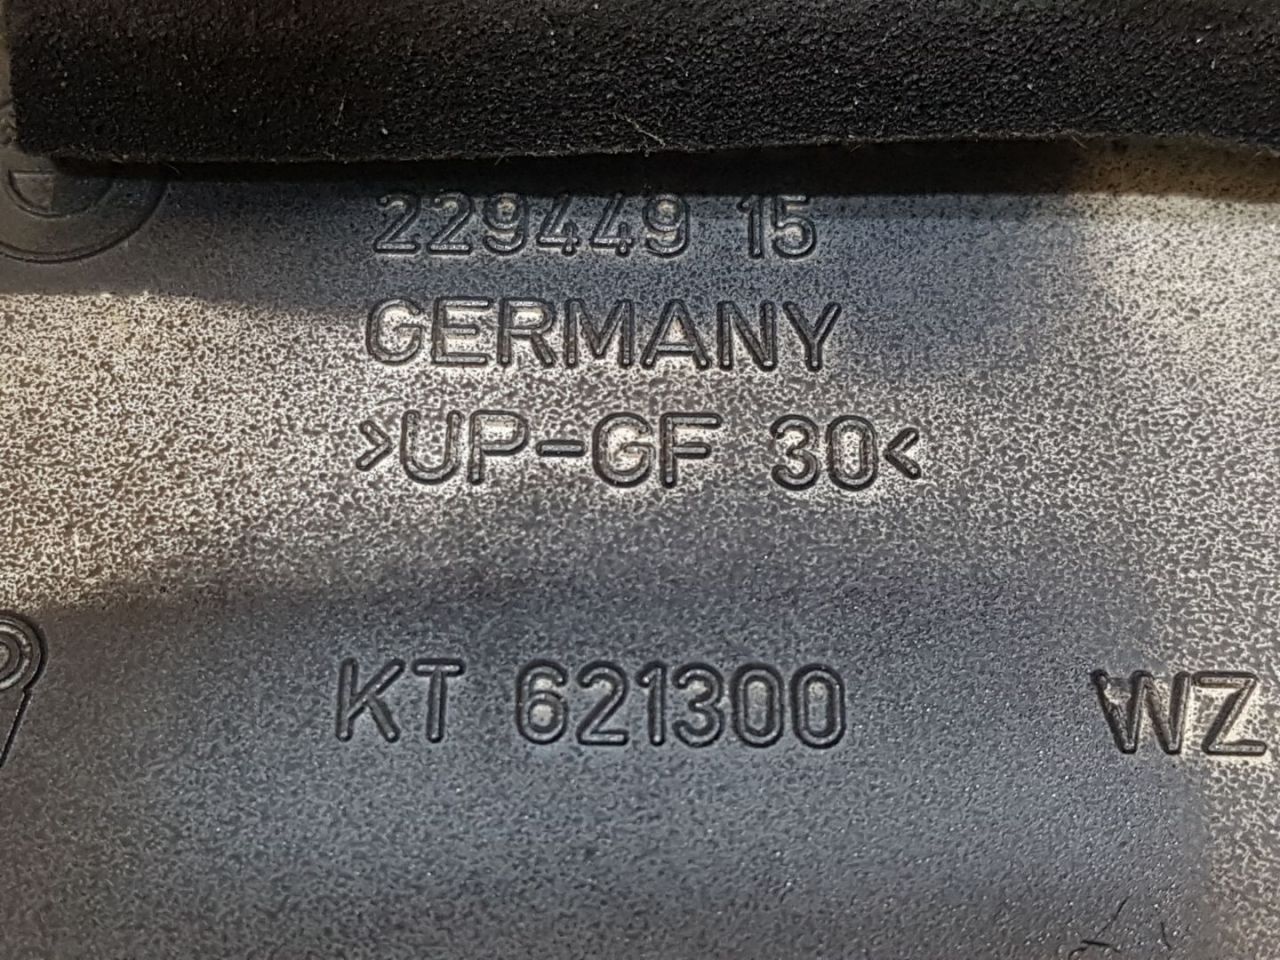 229449 15
GERMANY
>UP-GF 30<
KT 621300 WZ